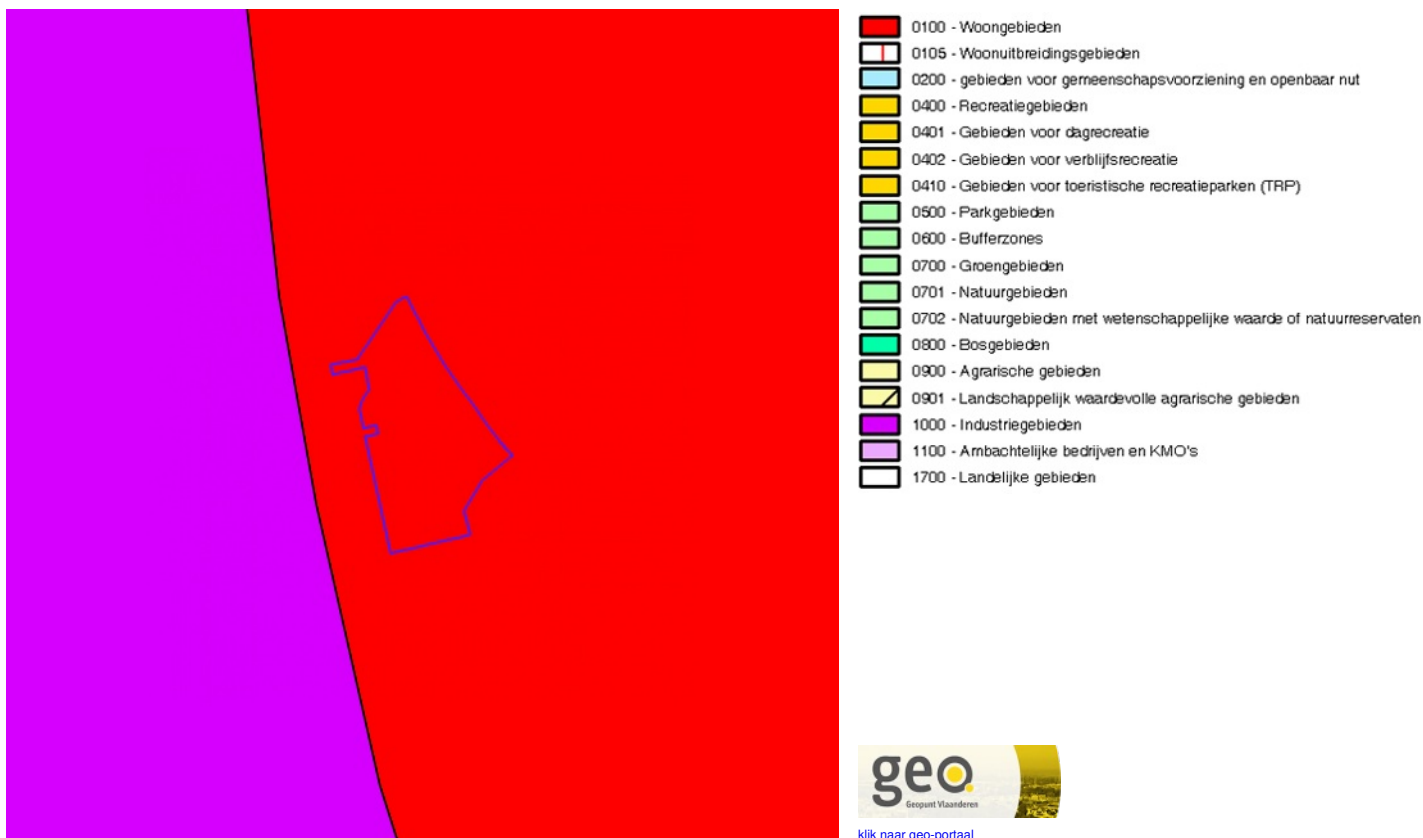 0100 - Woongebieden
0105 - Woonuitbreidingsgebieden
0200 - gebieden voor gemeenschapsvoorziening en openbaar nut
0400 - Recreatiegebieden
0401 - Gebieden voor dagrecreatie
0402 - Gebieden voor verblijfsrecreatie
0410 - Gebieden voor toeristische recreatieparken (TRP)
0500 - Parkgebieden
0600 - Bufferzones
0700 - Groengebieden
0701 - Natuurgebieden
0702 - Natuurgebieden met wetenschappelijke waarde of natuurreservaten
0800 - Bosgebieden
0900 - Agrarische gebieden
0901 - Landschappelijk waardevolle agrarische gebieden
1000 - Industriegebieden
1100 - Ambachtelijke bedrijven en KMO's
1700 - Landelijke gebieden
geo
Geopunt Vlaanderen
klik naar geo-portaal